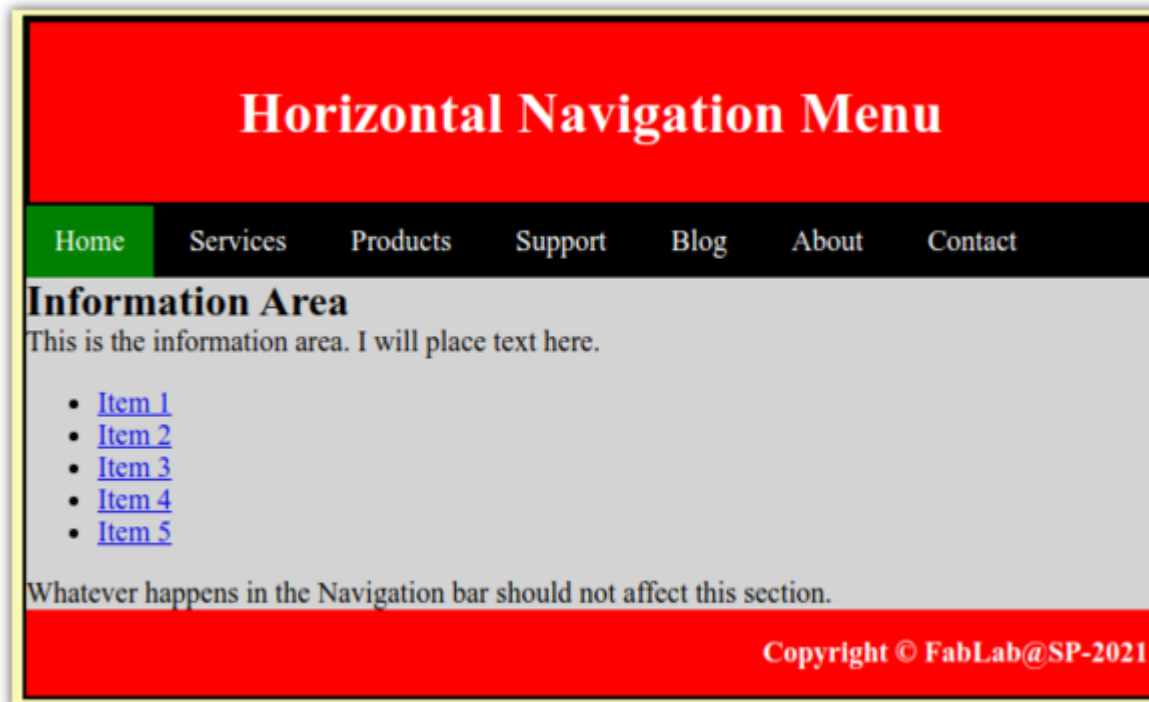 Horizontal Navigation Menu
Home Services Products Support Blog About Contact
Information Area
This is the information area. I will place text here.
• Item 1
• Item 2
• Item 3
• Item 4
• Item 5
Whatever happens in the Navigation bar should not affect this section.
Copyright © FabLab@SP-2021